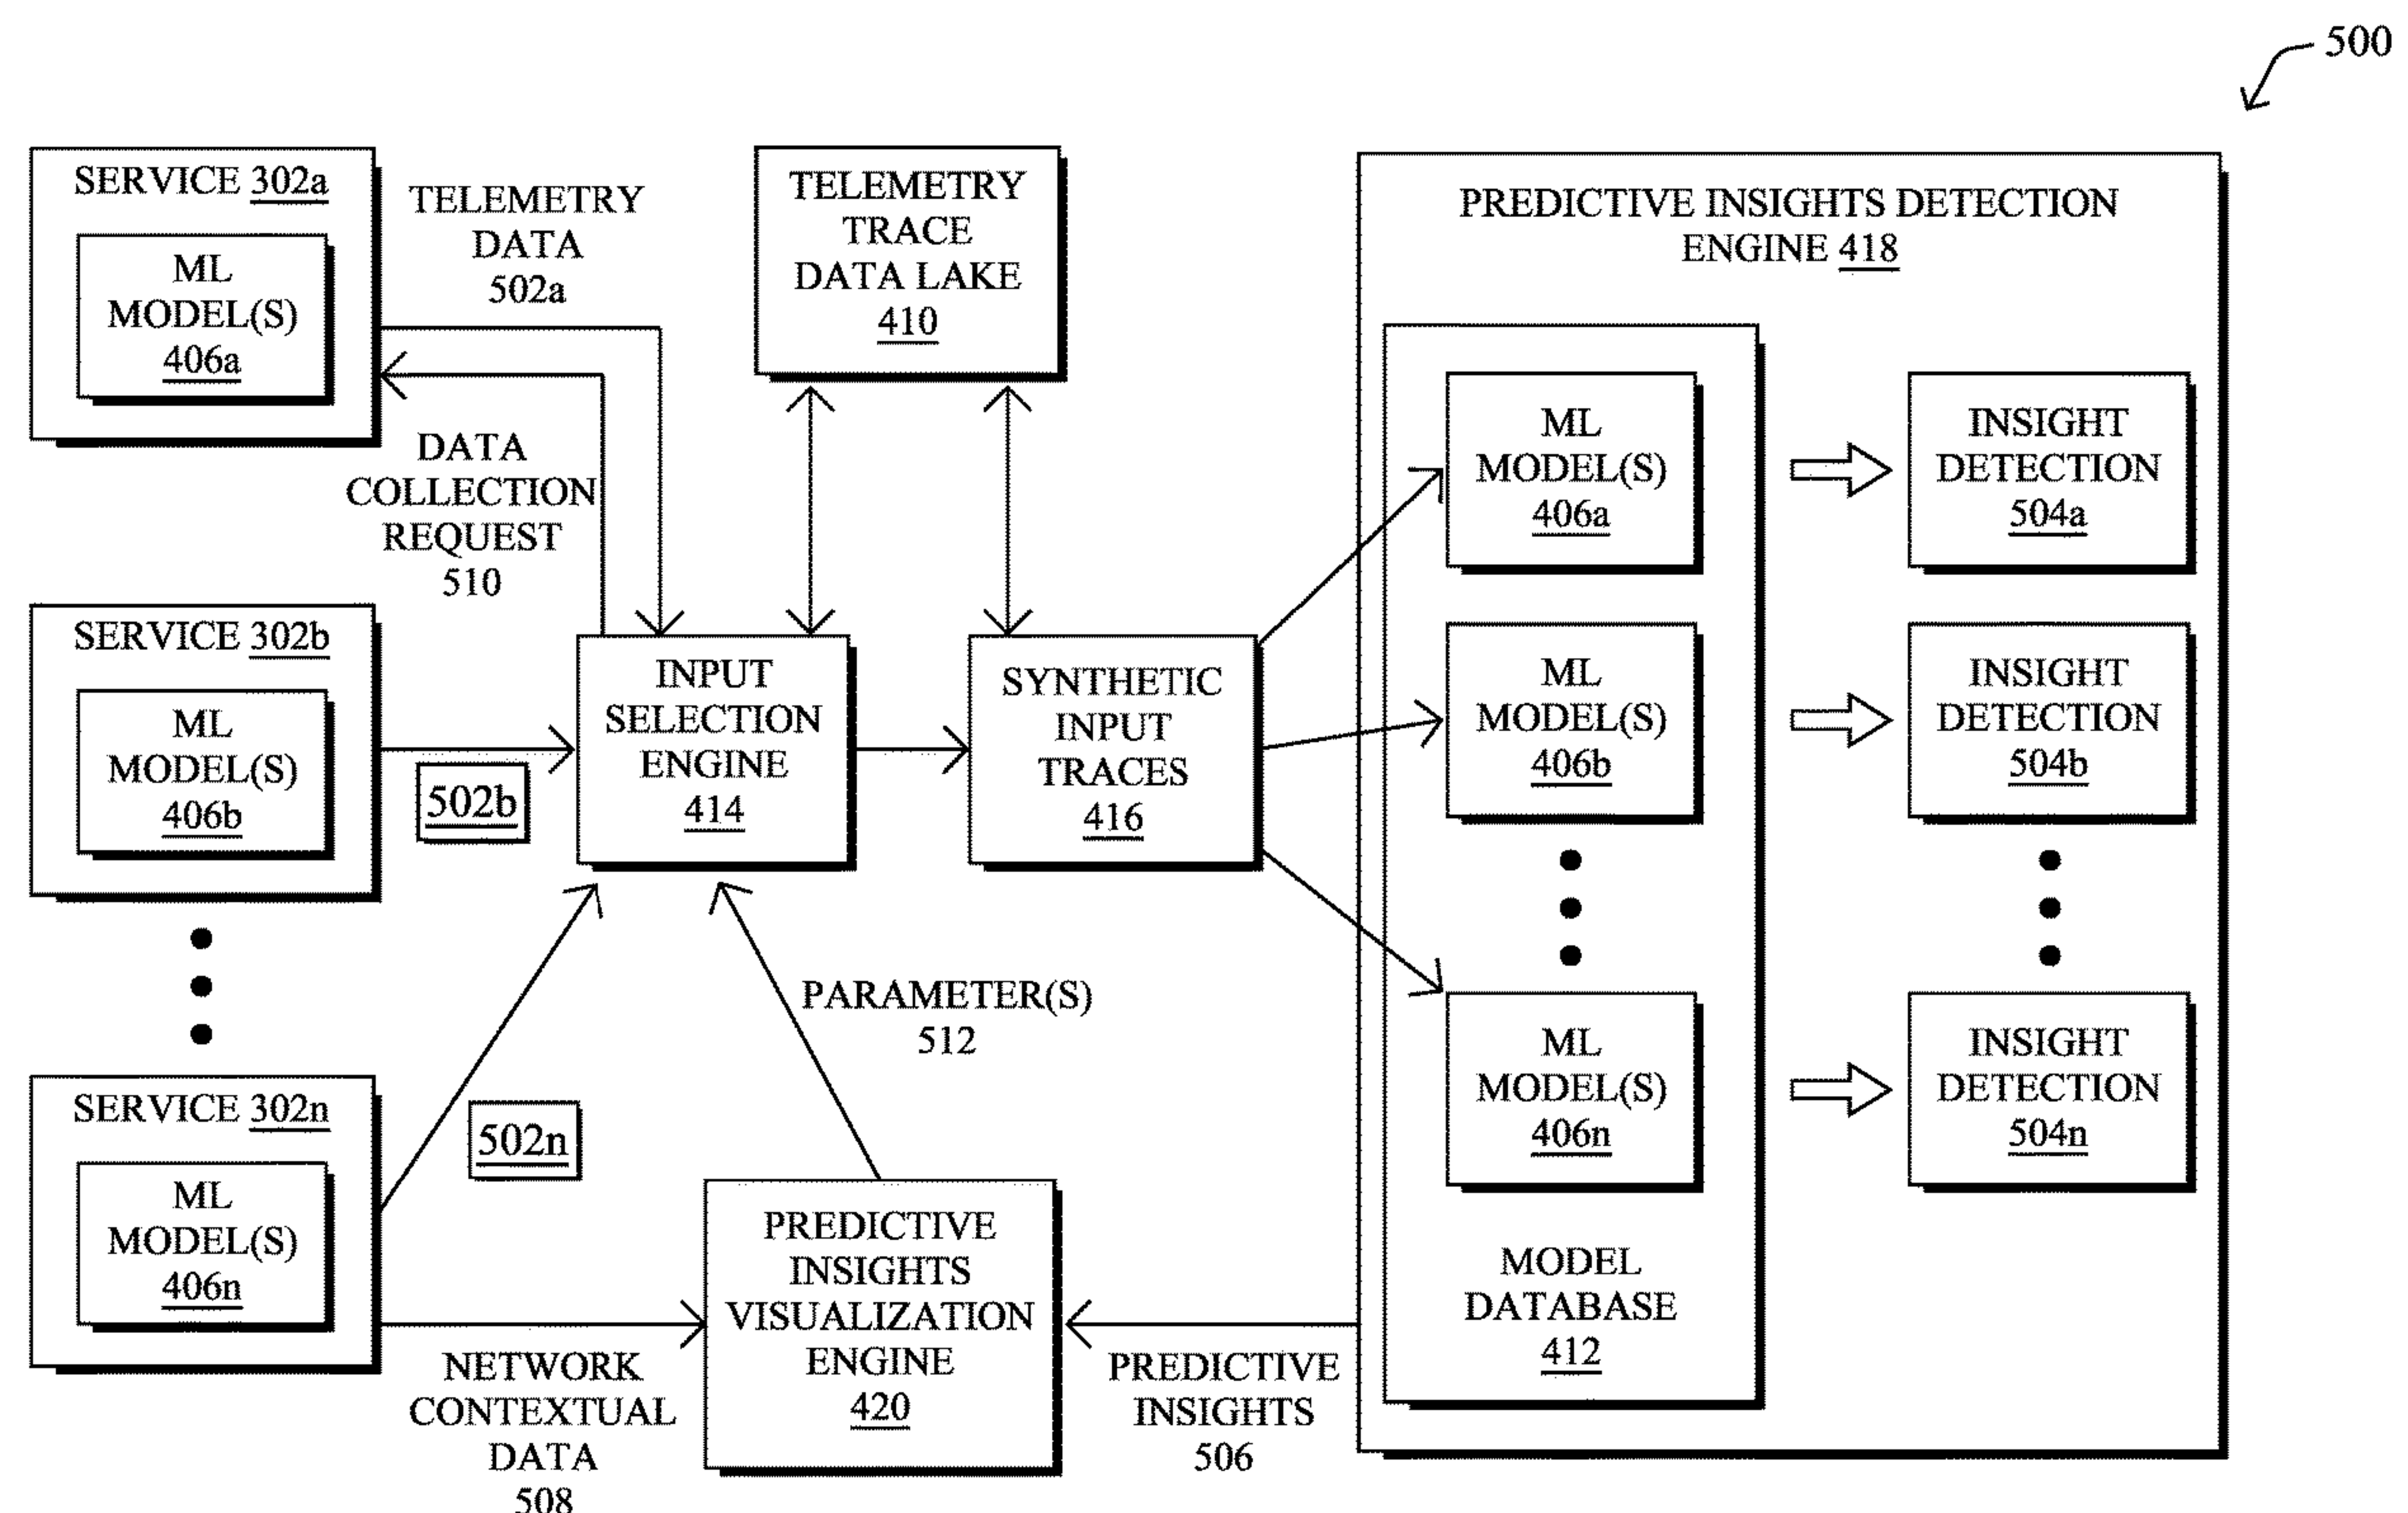 500
SERVICE 302a
ML
MODEL(S)
406a
TELEMETRY
DATA
502a
DATA
COLLECTION
REQUEST
510
TELEMETRY
TRACE
DATA LAKE
410
SERVICE 302b
ML
MODEL(S)
406b
502b
INPUT
SELECTION
ENGINE
414
SYNTHETIC
INPUT
TRACES
416
SERVICE 302n
ML
MODEL(S)
406n
502n
PARAMETER(S)
512
NETWORK
CONTEXTUAL
DATA
508
PREDICTIVE
INSIGHTS
VISUALIZATION
ENGINE
420
PREDICTIVE
INSIGHTS
506
PREDICTIVE INSIGHTS DETECTION
ENGINE 418
ML
MODEL(S)
406a
INSIGHT
DETECTION
504a
ML
MODEL(S)
406b
INSIGHT
DETECTION
504b
ML
MODEL(S)
406n
INSIGHT
DETECTION
504n
MODEL
DATABASE
412